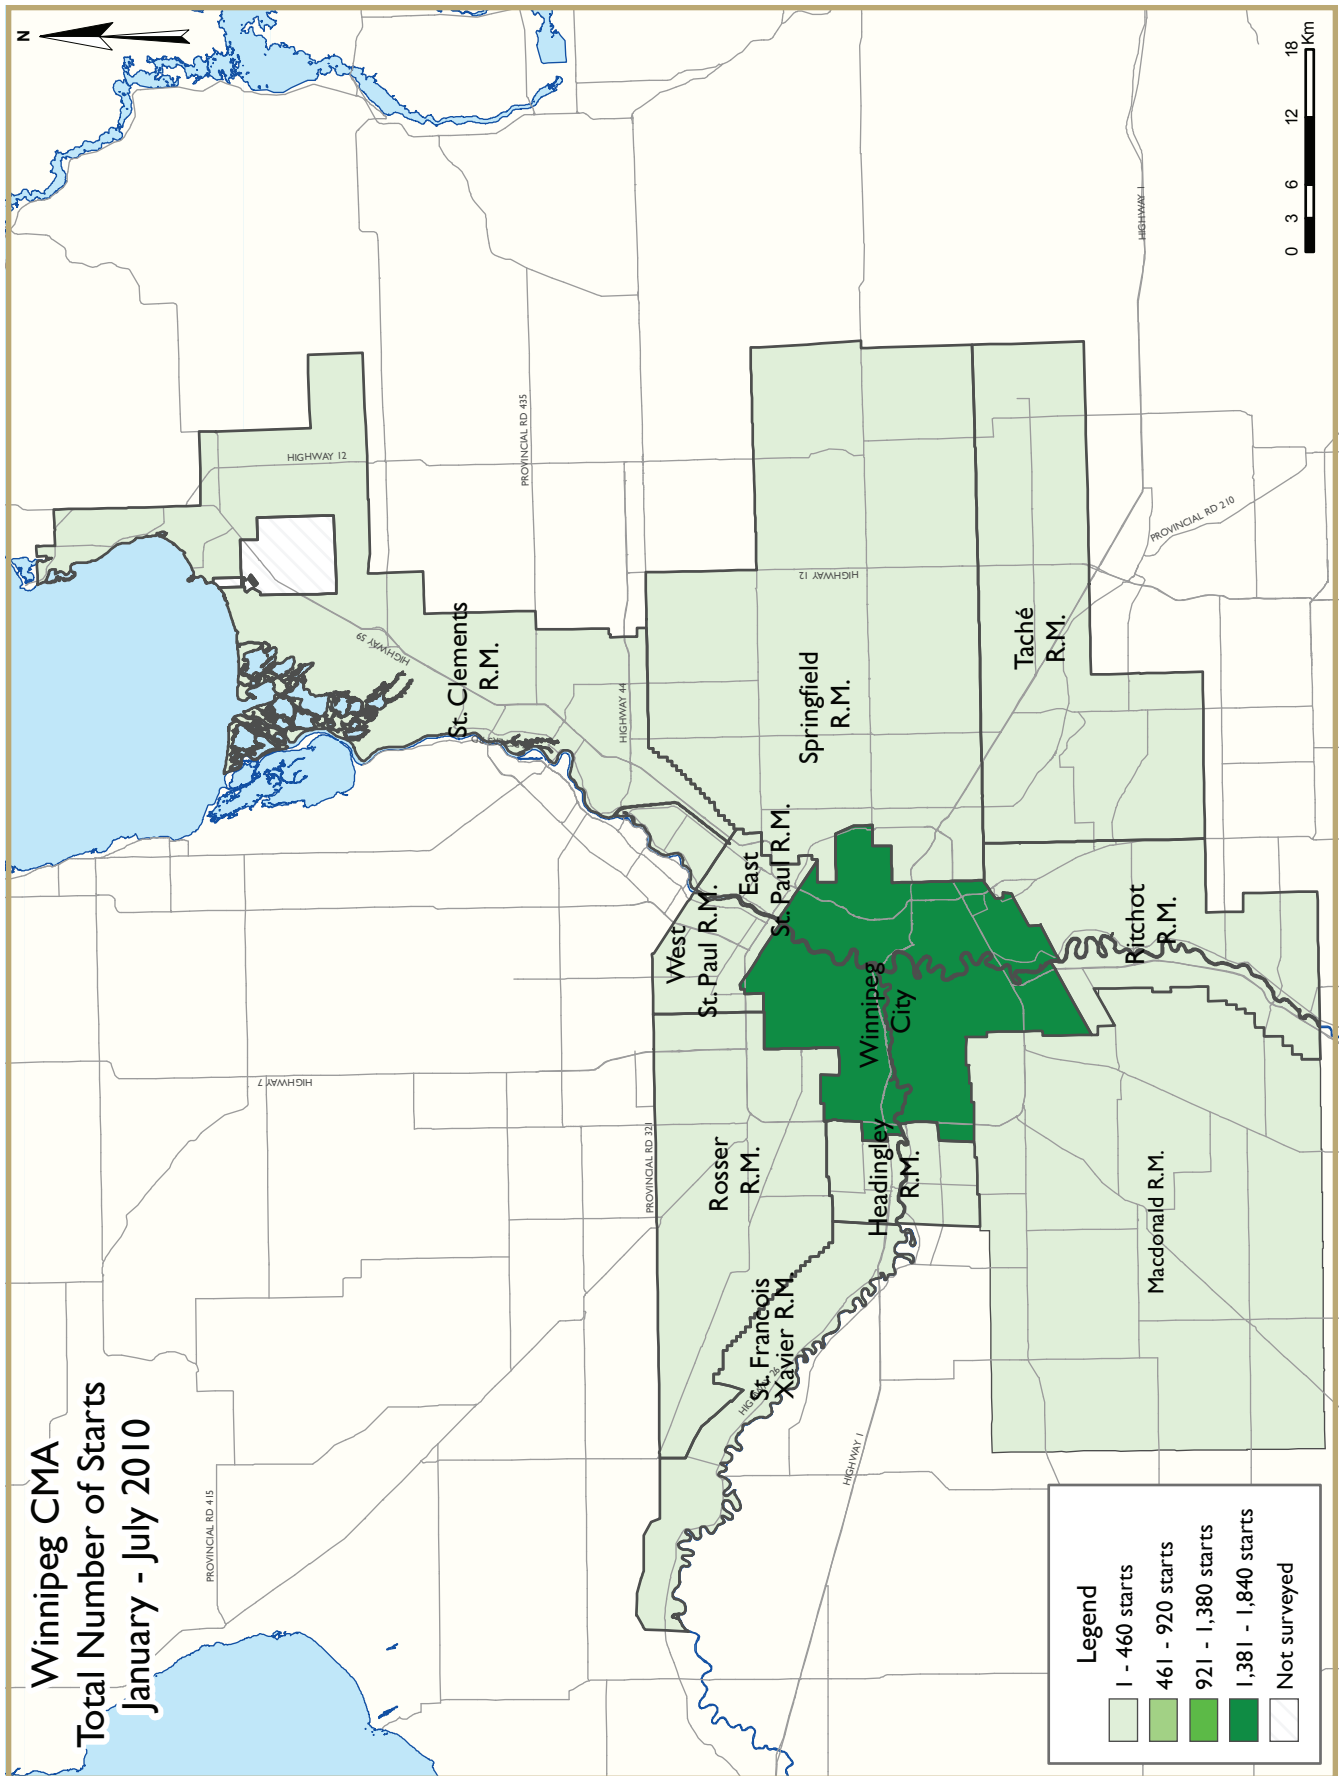 Winnipeg CMA
Total Number of Starts
January - July 2010
N
HIGHWAY 12
HIGHWAY 59
PROVINCIAL RD 435
St. Clements
R.M.
HIGHWAY 44
HIGHWAY 7
PROVINCIAL RD 415
PROVINCIAL RD 321
West
St. Paul R.M.
East
St. Paul R.M.
Springfield
R.M.
HIGHWAY 12
Rosser
R.M.
St. Francois
Xavier R.M.
HIGHWAY 26
Winnipeg
City
Headingley
R.M.
HIGHWAY 1
Taché
R.M.
HIGHWAY 1
PROVINCIAL RD 210
Ritchot
R.M.
Macdonald R.M.
Legend
1 - 460 starts
461 - 920 starts
921 - 1,380 starts
1,381 - 1,840 starts
Not surveyed
0 3 6 12 18
Km